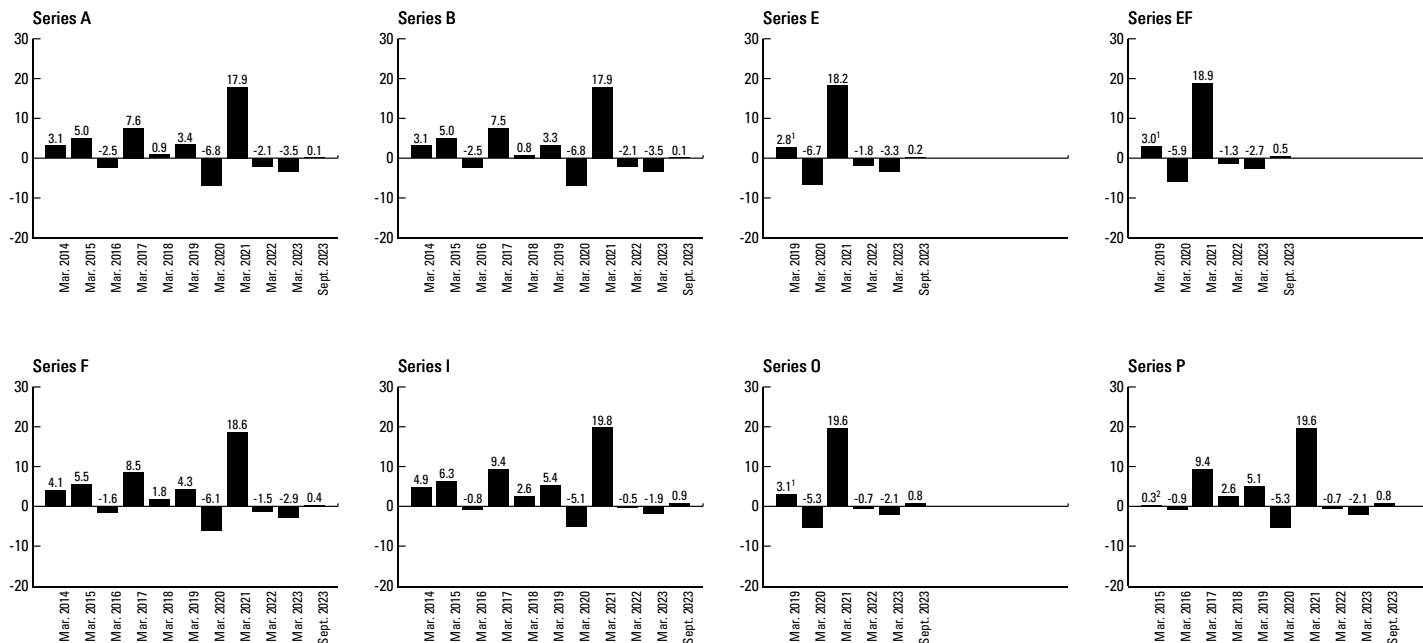 Series A
30
20
10
0
-10
-20
3.1
5.0
-2.5
7.6
0.9
3.4
-6.8
17.9
-2.1
-3.5
0.1
Mar. 2014
Mar. 2015
Mar. 2016
Mar. 2017
Mar. 2018
Mar. 2019
Mar. 2020
Mar. 2021
Mar. 2022
Mar. 2023
Sept. 2023
Series B
30
20
10
0
-10
-20
3.1
5.0
-2.5
7.5
0.8
3.3
-6.8
17.9
-2.1
-3.5
0.1
Mar. 2014
Mar. 2015
Mar. 2016
Mar. 2017
Mar. 2018
Mar. 2019
Mar. 2020
Mar. 2021
Mar. 2022
Mar. 2023
Sept. 2023
Series E
30
20
10
0
-10
-20
2.8¹
-6.7
18.2
-1.8
-3.3
0.2
Mar. 2019
Mar. 2020
Mar. 2021
Mar. 2022
Mar. 2023
Sept. 2023
Series EF
30
20
10
0
-10
-20
3.0¹
-5.9
18.9
-1.3
-2.7
0.5
Mar. 2019
Mar. 2020
Mar. 2021
Mar. 2022
Mar. 2023
Sept. 2023
Series F
30
20
10
0
-10
-20
4.1
5.5
-1.6
8.5
1.8
4.3
-6.1
18.6
-1.5
-2.9
0.4
Mar. 2014
Mar. 2015
Mar. 2016
Mar. 2017
Mar. 2018
Mar. 2019
Mar. 2020
Mar. 2021
Mar. 2022
Mar. 2023
Sept. 2023
Series I
30
20
10
0
-10
-20
4.9
6.3
-0.8
9.4
2.6
5.4
-5.1
19.8
-0.5
-1.9
0.9
Mar. 2014
Mar. 2015
Mar. 2016
Mar. 2017
Mar. 2018
Mar. 2019
Mar. 2020
Mar. 2021
Mar. 2022
Mar. 2023
Sept. 2023
Series O
30
20
10
0
-10
-20
3.1¹
-5.3
19.6
-0.7
-2.1
0.8
Mar. 2019
Mar. 2020
Mar. 2021
Mar. 2022
Mar. 2023
Sept. 2023
Series P
30
20
10
0
-10
-20
0.3²
-0.9
9.4
2.6
5.1
-5.3
19.6
-0.7
-2.1
0.8
Mar. 2015
Mar. 2016
Mar. 2017
Mar. 2018
Mar. 2019
Mar. 2020
Mar. 2021
Mar. 2022
Mar. 2023
Sept. 2023